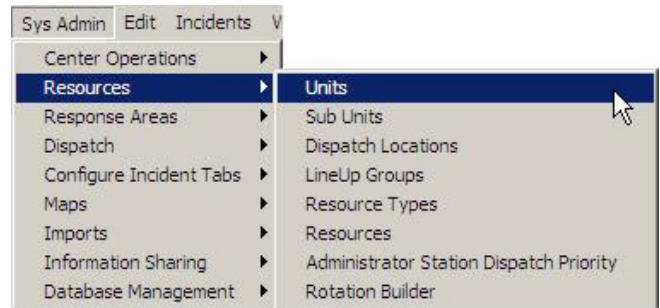 Sys Admin Edit Incidents
Center Operations
Resources
Response Areas
Dispatch
Configure Incident Tabs
Maps
Imports
Information Sharing
Database Management
Units
Sub Units
Dispatch Locations
LineUp Groups
Resource Types
Resources
Administrator Station Dispatch Priority
Rotation Builder